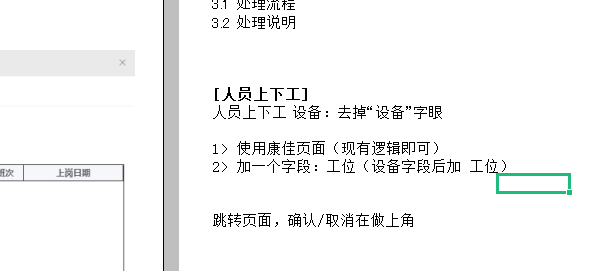 3.1 处理流程
3.2 处理说明
×
[人员上下工]
人员上下工 设备：去掉“设备”字眼
1> 使用康佳页面（现有逻辑即可）
2> 加一个字段：工位（设备字段后加 工位）
班次 上岗日期
跳转页面，确认/取消在做上角